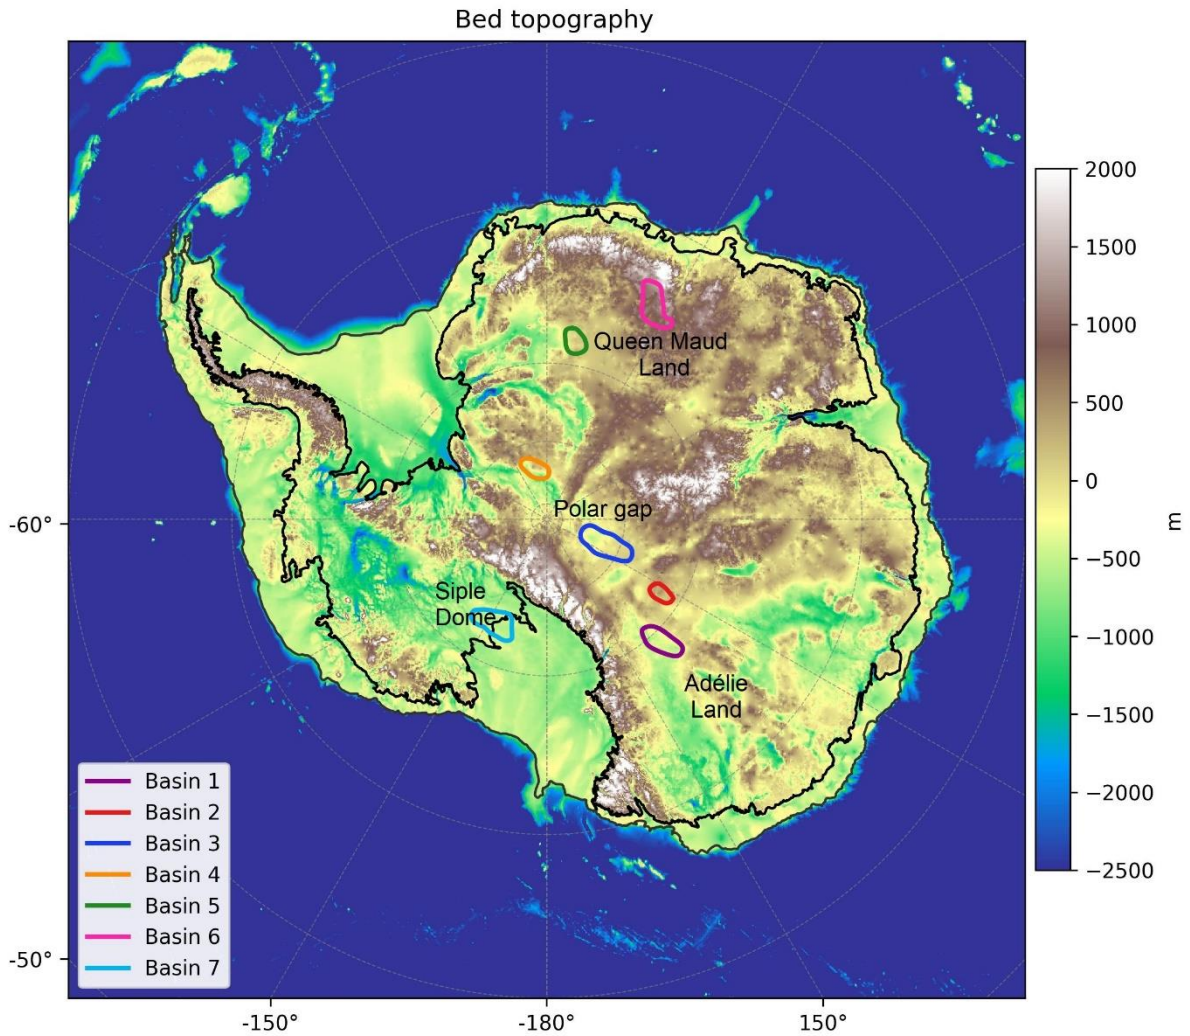 Bed topography
2000
1500
1000
500
0
−500
−1000
−1500
−2000
−2500
m
Queen Maud
Land
Polar gap
Siple
Dome
Adélie
Land
-60°
-50°
Basin 1
Basin 2
Basin 3
Basin 4
Basin 5
Basin 6
Basin 7
-150°
-180°
150°